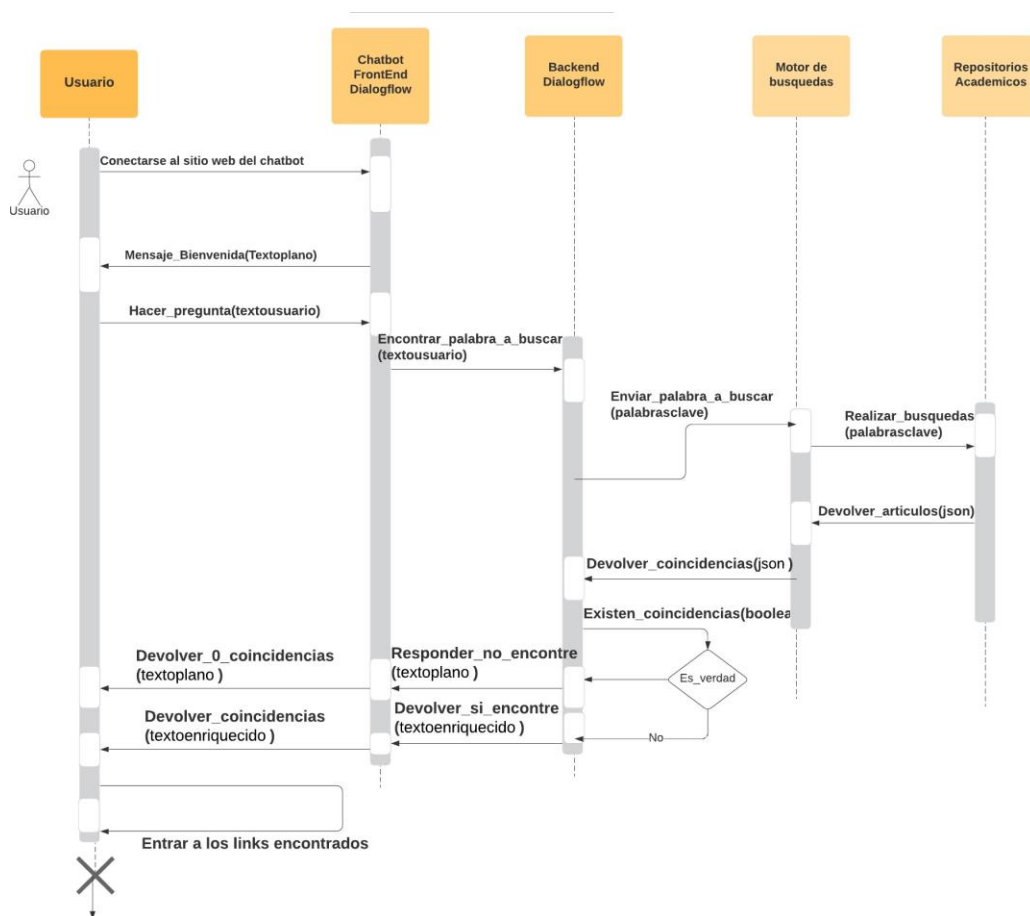 Usuario
Chatbot
FrontEnd
Dialogflow
Backend
Dialogflow
Motor de
busquedas
Repositorios
Academicos
Usuario
Conectarse al sitio web del chatbot
Mensaje_Bienvenida(Textoplano)
Hacer_pregunta(textousuario)
Encontrar_palabra_a_buscar
(textousuario)
Enviar_palabra_a_buscar
(palabrasclave)
Realizar_busquedas
(palabrasclave)
Devolver_articulos(json)
Devolver_coincidencias(json )
Existen_coincidencias(boolea
Es_verdad
Responder_no_encontre
(textoplano )
Devolver_0_coincidencias
(textoplano )
No
Devolver_si_encontre
(textoenriquecido )
Devolver_coincidencias
(textoenriquecido )
Entrar a los links encontrados